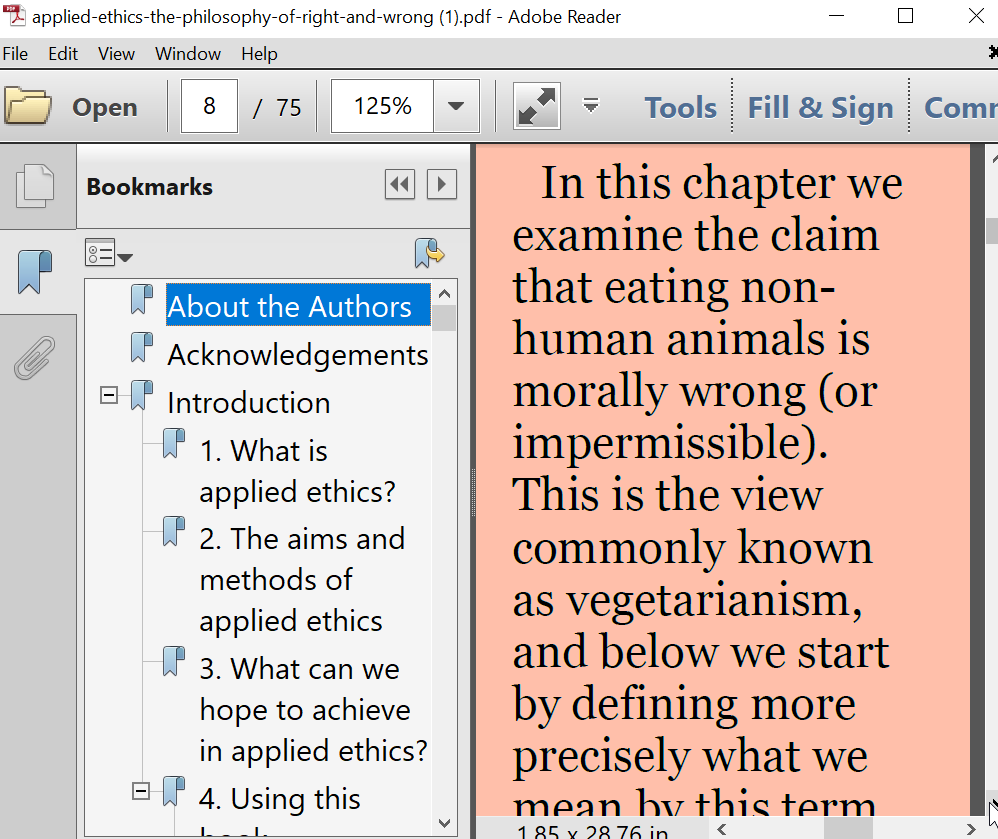 applied-ethics-the-philosophy-of-right-and-wrong (1).pdf - Adobe Reader
File Edit View Window Help
Open 8 / 75 125% Tools Fill & Sign
Bookmarks
About the Authors
Acknowledgements
Introduction
1. What is
applied ethics?
2. The aims and
methods of
applied ethics
3. What can we
hope to achieve
in applied ethics?
4. Using this
In this chapter we
examine the claim
that eating non-
human animals is
morally wrong (or
impermissible).
This is the view
commonly known
as vegetarianism,
and below we start
by defining more
precisely what we
mean by this term
1.85 x 28.76 in